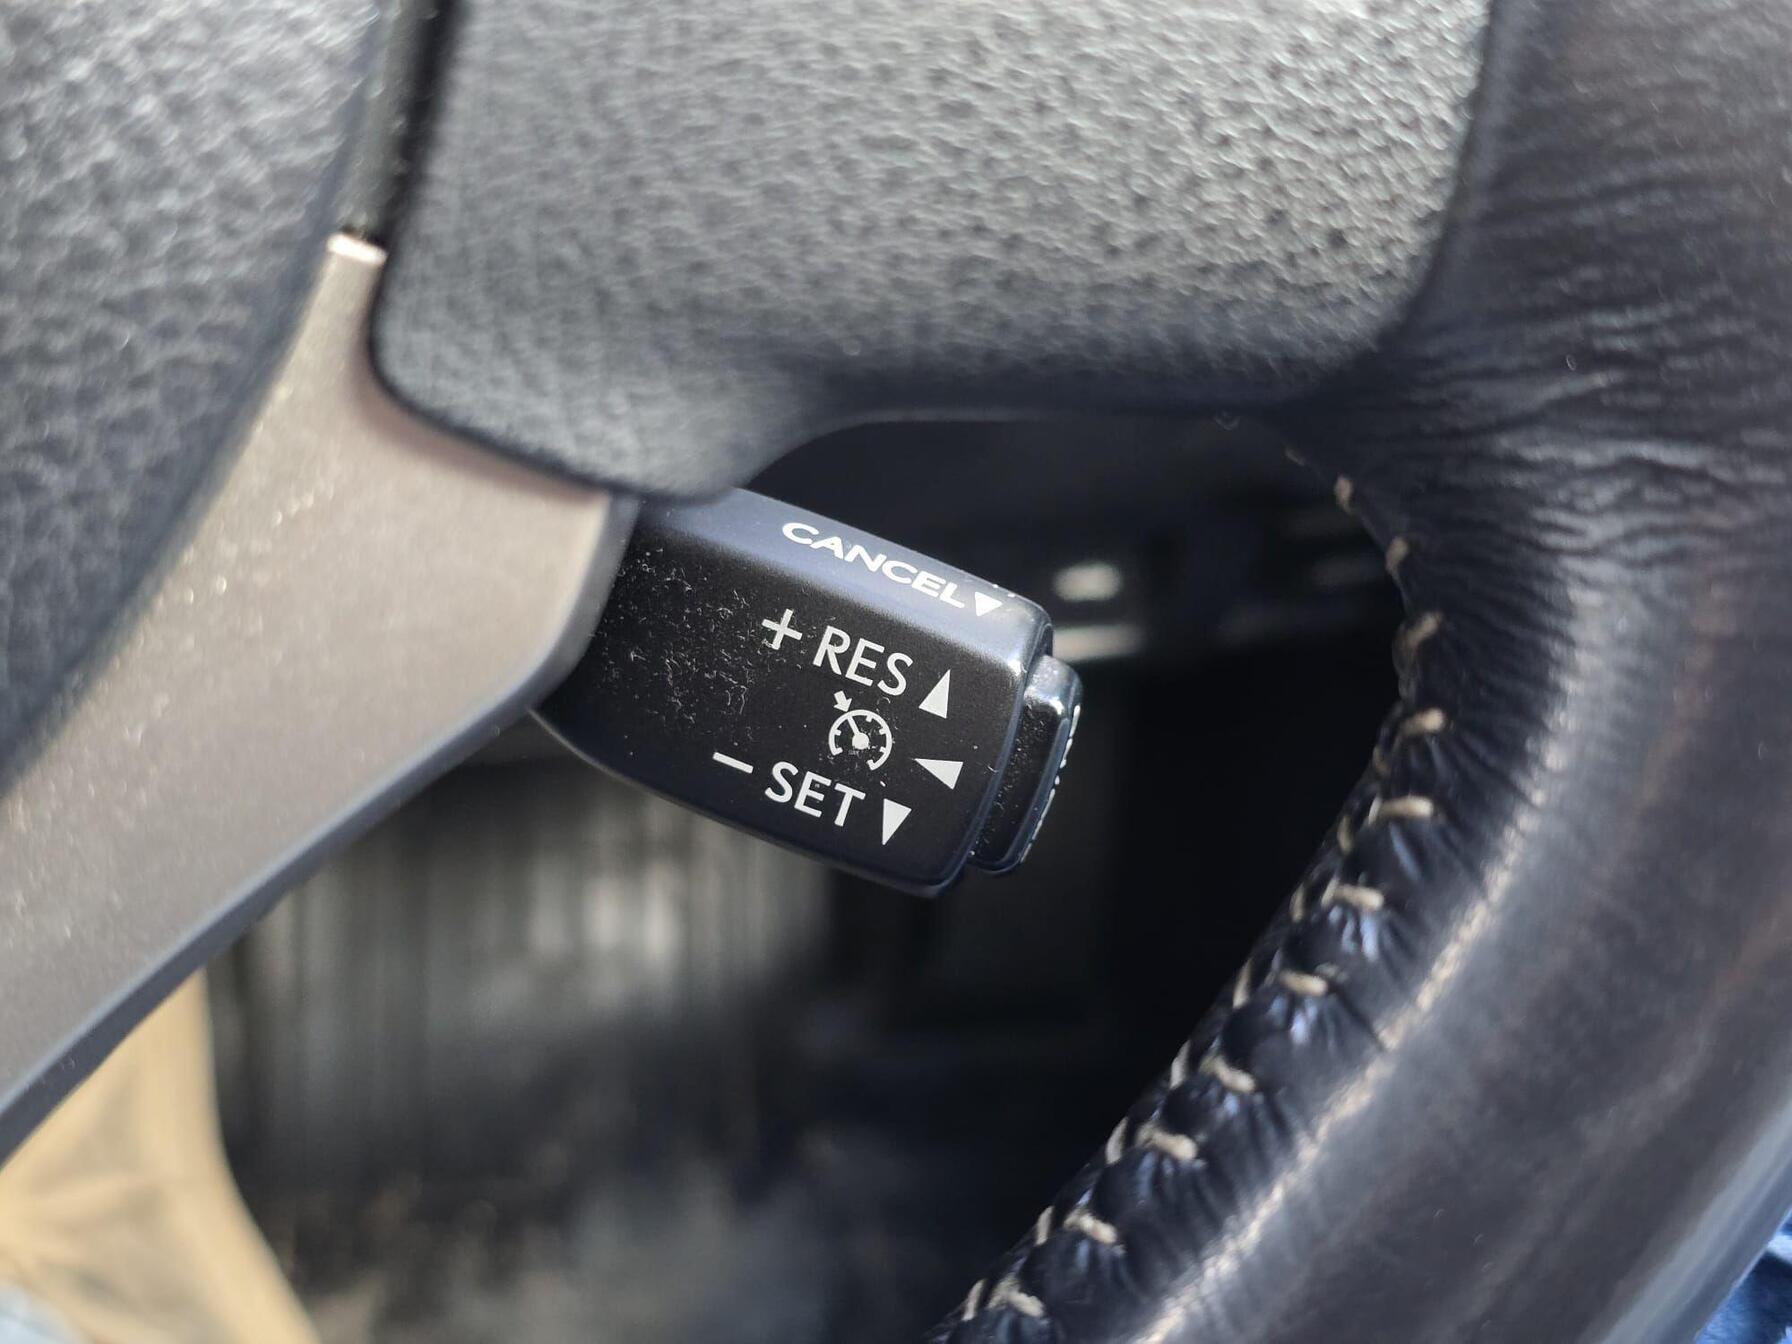 CANCEL▼
+ RES ▲
◀
− SET ▼